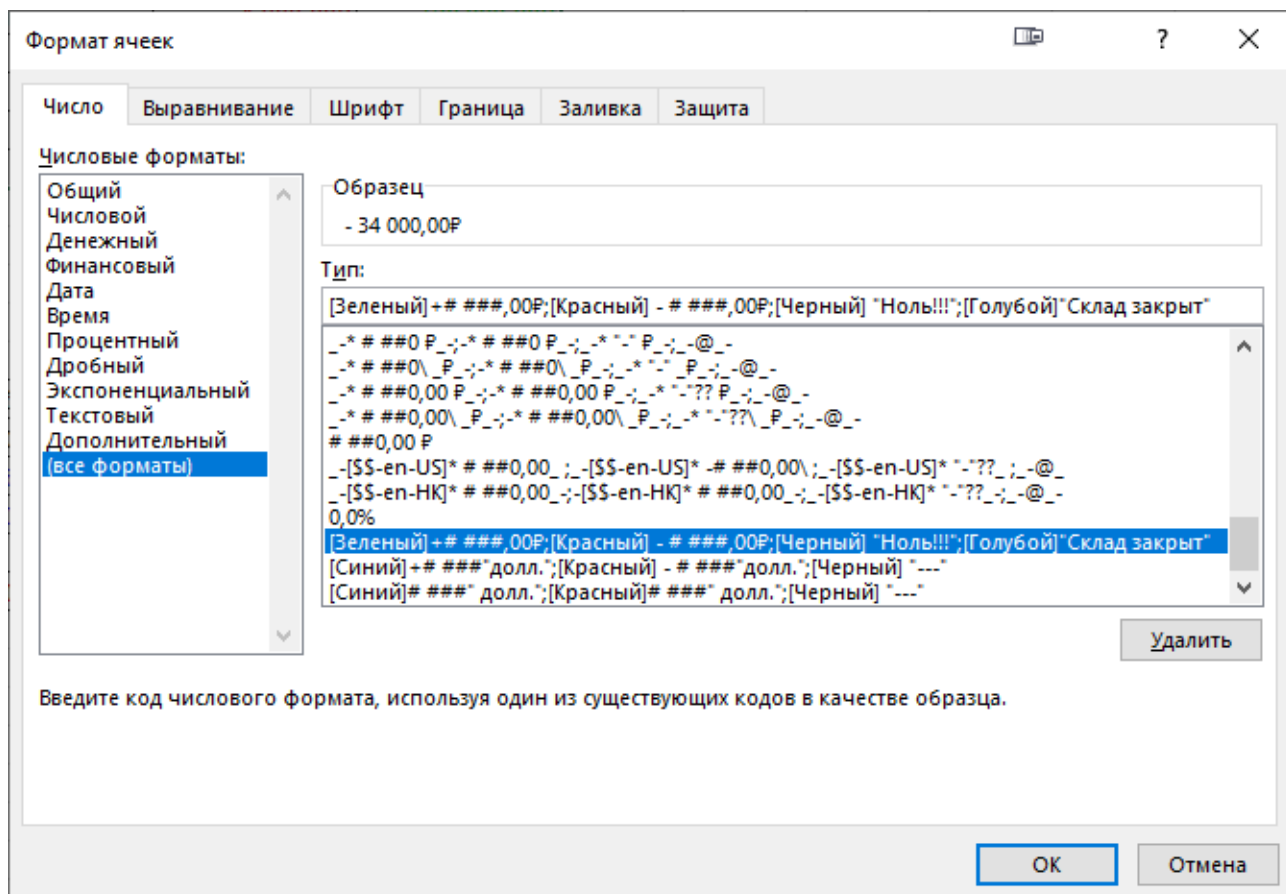 Формат ячеек
?
Число Выравнивание Шрифт Граница Заливка Защита
Числовые форматы:
Общий
Числовой
Денежный
Финансовый
Дата
Время
Процентный
Дробный
Экспоненциальный
Текстовый
Дополнительный
(все форматы)
Образец
- 34 000,00₽
Тип:
[Зеленый]+# ###,00₽;[Красный] - # ###,00₽;[Черный] "Ноль!!!";[Голубой]"Склад закрыт"
_-* # ##0 ₽_-;-* # ##0 ₽_-;_-* "-" ₽_-;_-@_-
_-* # ##0\ _₽_-;-* # ##0\ _₽_-;_-* "-" _₽_-;_-@_-
_-* # ##0,00 ₽_-;-* # ##0,00 ₽_-;_-* "-"?? ₽_-;_-@_-
_-* # ##0,00\ _₽_-;-* # ##0,00\ _₽_-;_-* "-"??\ _₽_-;_-@_-
# ##0,00 ₽
_-[$$-en-US]* # ##0,00_ ;_-[$$-en-US]* -# ##0,00\ ;_-[$$-en-US]* "-"??_ ;_-@_
_-[$$-en-HK]* # ##0,00_-;-[$$-en-HK]* # ##0,00_-;_-[$$-en-HK]* "-"??_-;_-@_-
0,0%
[Зеленый]+# ###,00₽;[Красный] - # ###,00₽;[Черный] "Ноль!!!";[Голубой]"Склад закрыт"
[Синий]+# ###"долл.";[Красный] - # ###"долл.";[Черный] "---"
[Синий]# ###" долл.";[Красный]# ###" долл.";[Черный] "---"
Удалить
Введите код числового формата, используя один из существующих кодов в качестве образца.
ОК Отмена